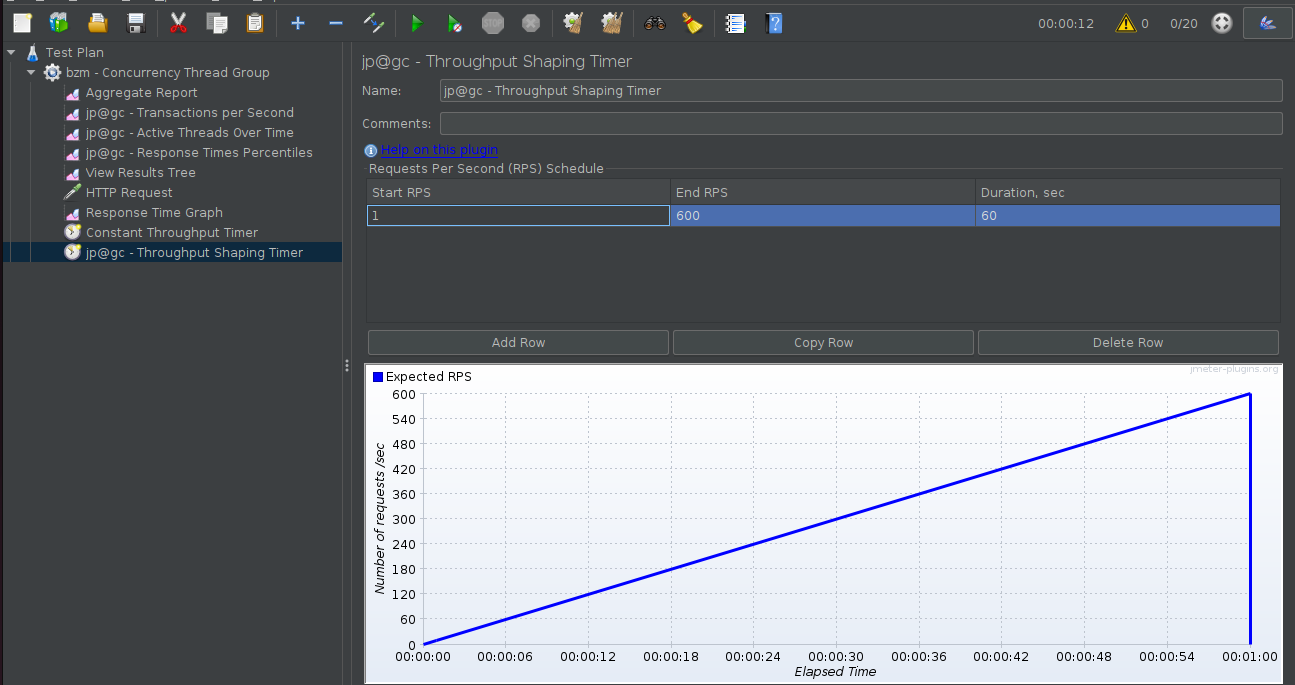 STOP
00:00:12
0
0/20
Test Plan
bzm - Concurrency Thread Group
Aggregate Report
jp@gc - Transactions per Second
jp@gc - Active Threads Over Time
jp@gc - Response Times Percentiles
View Results Tree
HTTP Request
Response Time Graph
Constant Throughput Timer
jp@gc - Throughput Shaping Timer
jp@gc - Throughput Shaping Timer
Name: jp@gc - Throughput Shaping Timer
Comments:
Help on this plugin
Requests Per Second (RPS) Schedule
Start RPS End RPS Duration, sec
1 600 60
Add Row Copy Row Delete Row
Expected RPS
jmeter-plugins.org
Number of requests /sec
600
540
480
420
360
300
240
180
120
60
0
00:00:00 00:00:06 00:00:12 00:00:18 00:00:24 00:00:30 00:00:36 00:00:42 00:00:48 00:00:54 00:01:00
Elapsed Time